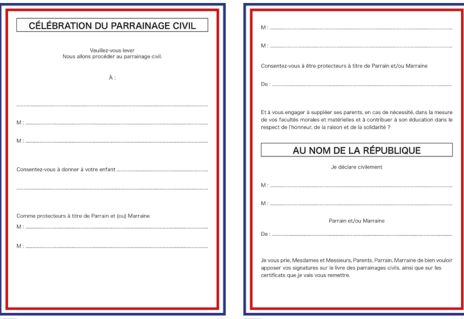 CÉLÉBRATION DU PARRAINAGE CIVIL
Veuillez-vous lever
Nous allons procéder au parrainage civil.
À :
M :
M :
Consentez-vous à donner à votre enfant
Comme protecteurs à titre de Parrain et (ou) Marraine
M :
M :
M :
M :
Consentez-vous à être protecteurs à titre de Parrain et/ou Marraine
De :
Et à vous engager à suppléer ses parents, en cas de nécessité, dans la mesure
de vos facultés morales et matérielles et à contribuer à son éducation dans le
respect de l'honneur, de la raison et de la solidarité ?
AU NOM DE LA RÉPUBLIQUE
Je déclare civilement
M :
M :
Parrain et/ou Marraine
De :
Je vous prie, Mesdames et Messieurs, Parents, Parrain, Marraine de bien vouloir
apposer vos signatures sur le livre des parrainages civils, ainsi que sur les
certificats que je vais vous remettre.